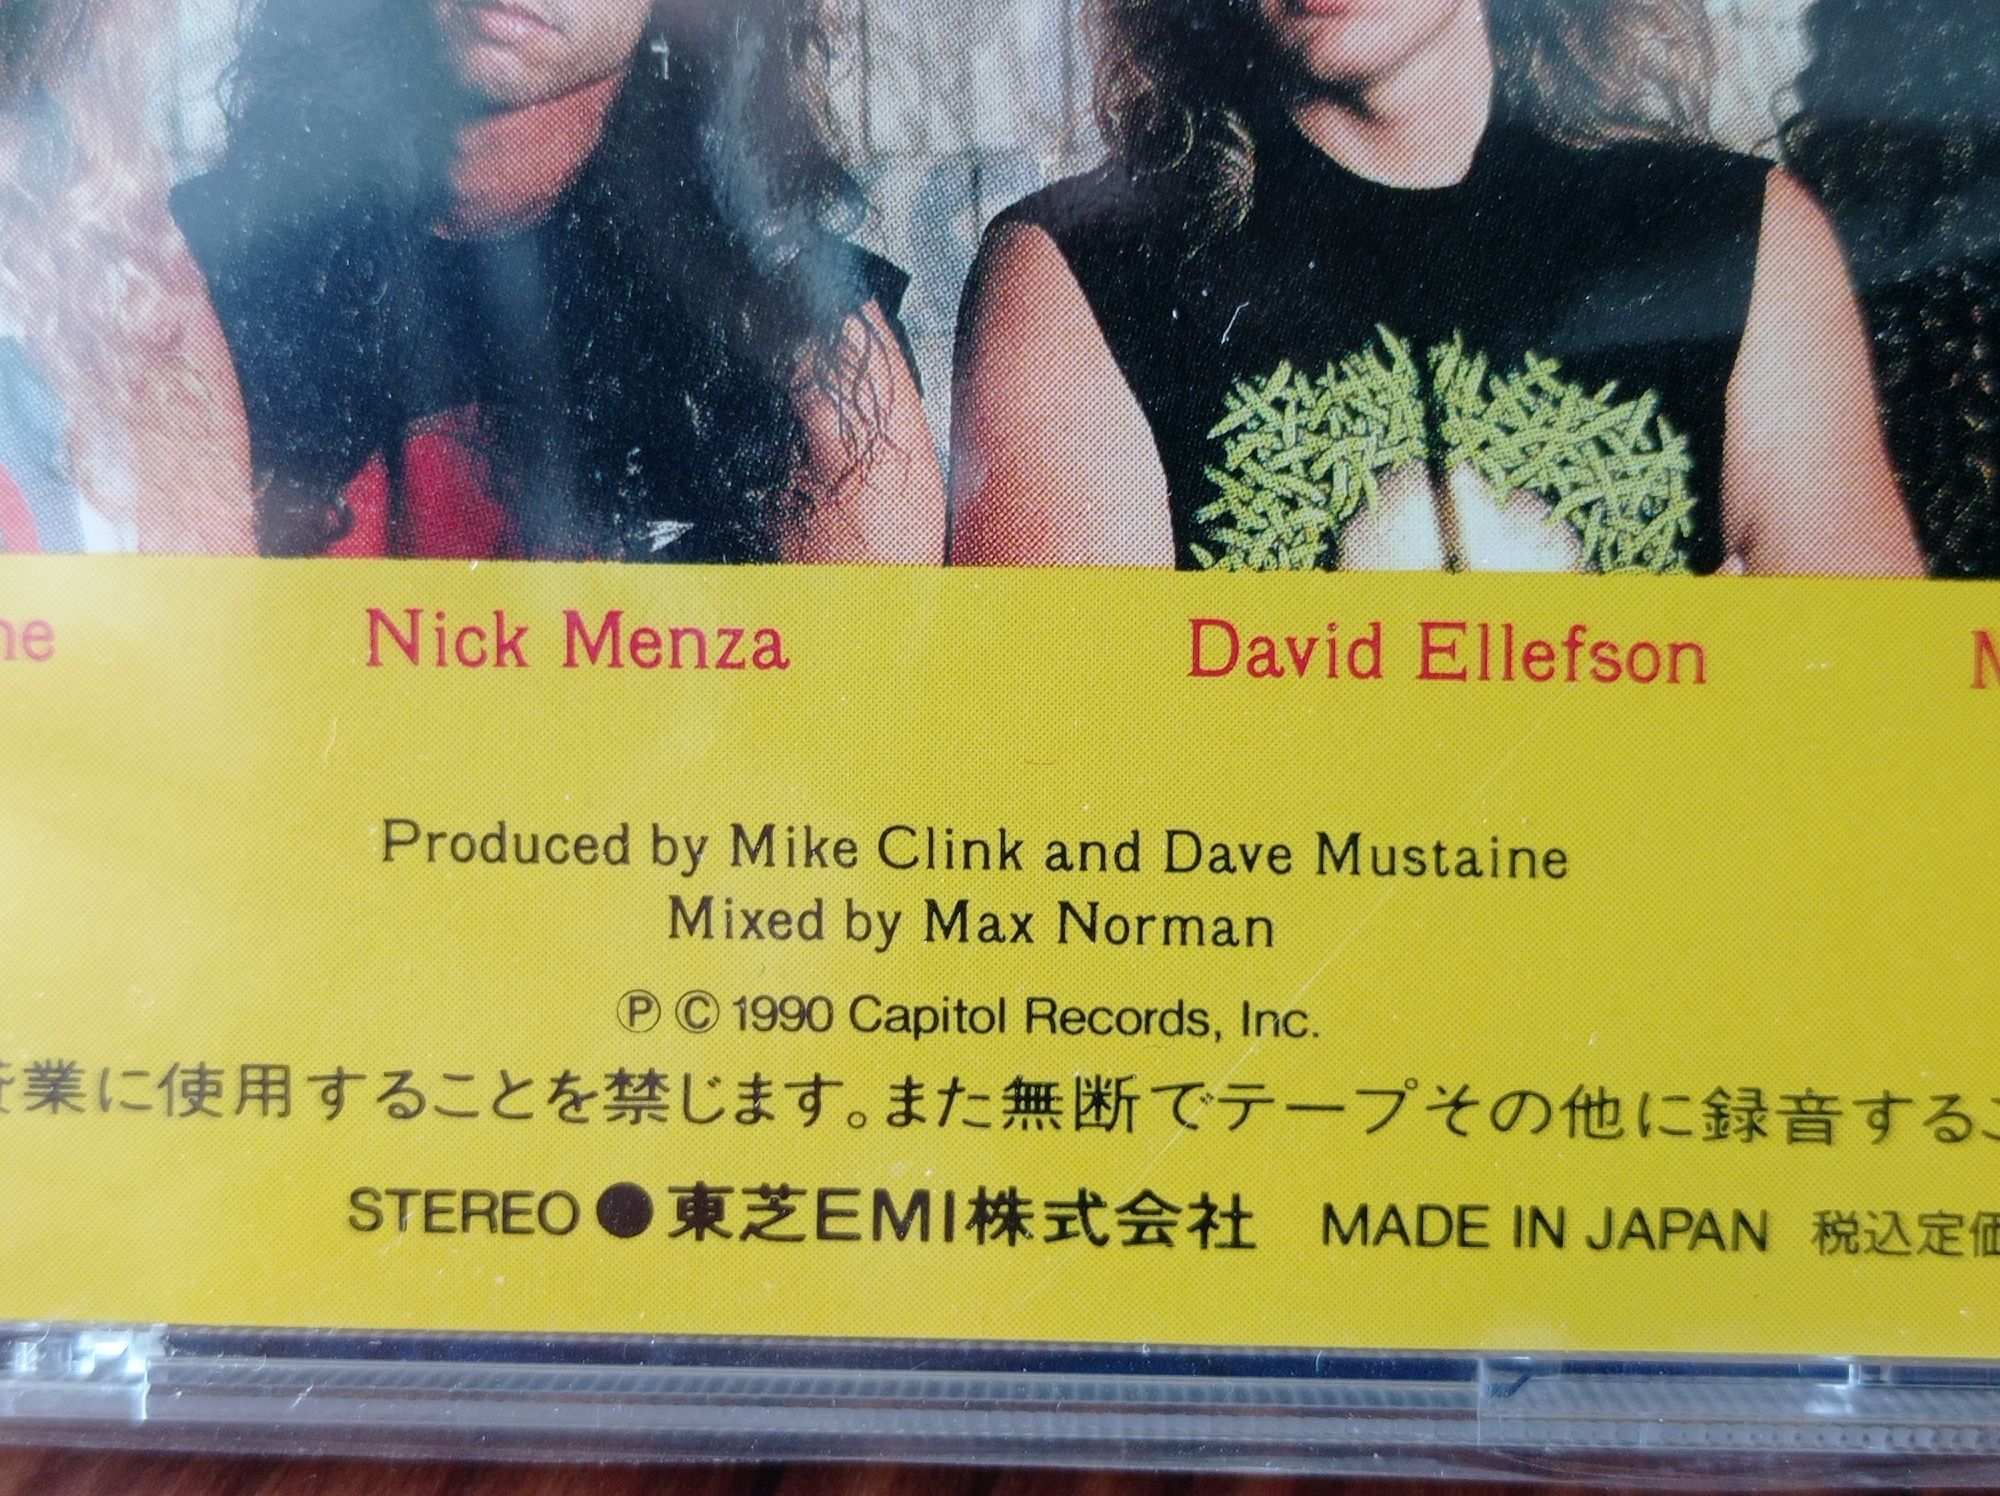 ne Nick Menza David Ellefson M
Produced by Mike Clink and Dave Mustaine
Mixed by Max Norman
Ⓟ Ⓒ 1990 Capitol Records, Inc.
業に使用することを禁じます。また無断でテープその他に録音するこ
STEREO ● 東芝EMI株式会社 MADE IN JAPAN 税込定価